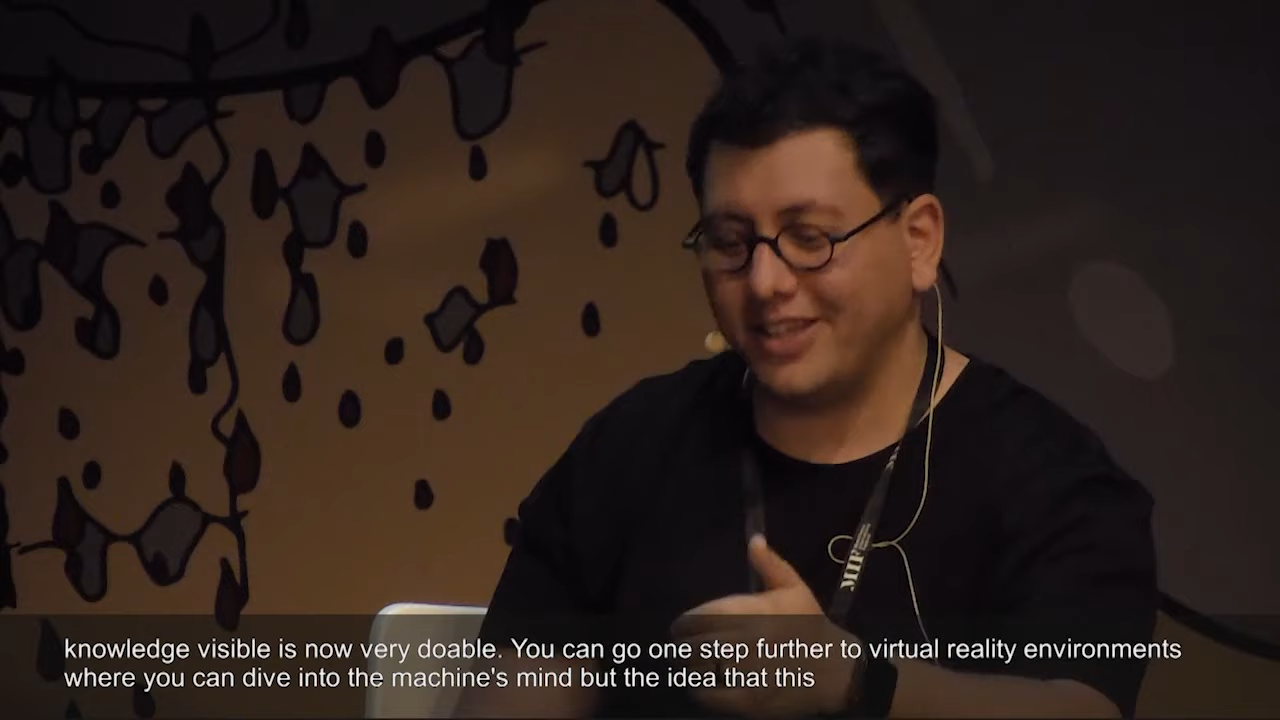 MIF
knowledge visible is now very doable. You can go one step further to virtual reality environments
where you can dive into the machine's mind but the idea that this